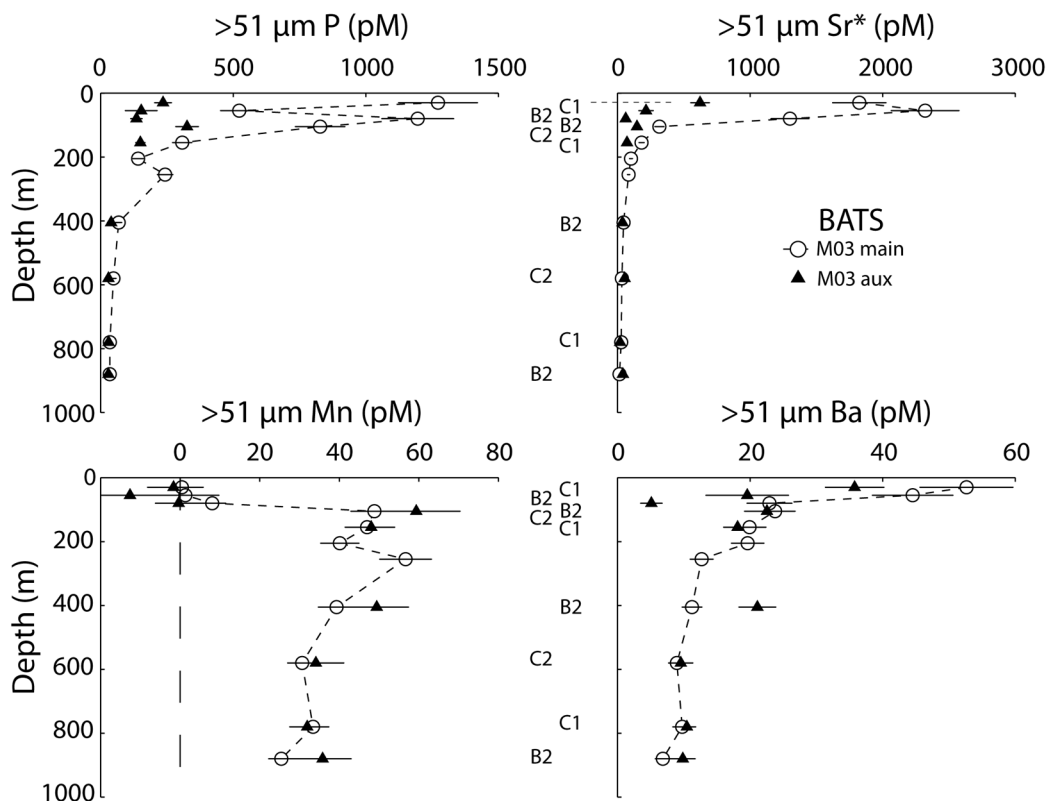 >51 µm P (pM)
0 500 1000 1500
0
200
400
600
800
1000
Depth (m)
>51 µm Sr* (pM)
0 1000 2000 3000
C1
B2 B2
C2 C1
B2
C2
C1
B2
BATS
M03 main
M03 aux
>51 µm Mn (pM)
0 20 40 60 80
0
200
400
600
800
1000
Depth (m)
>51 µm Ba (pM)
0 20 40 60
C1
B2 B2
C2 C1
B2
C2
C1
B2